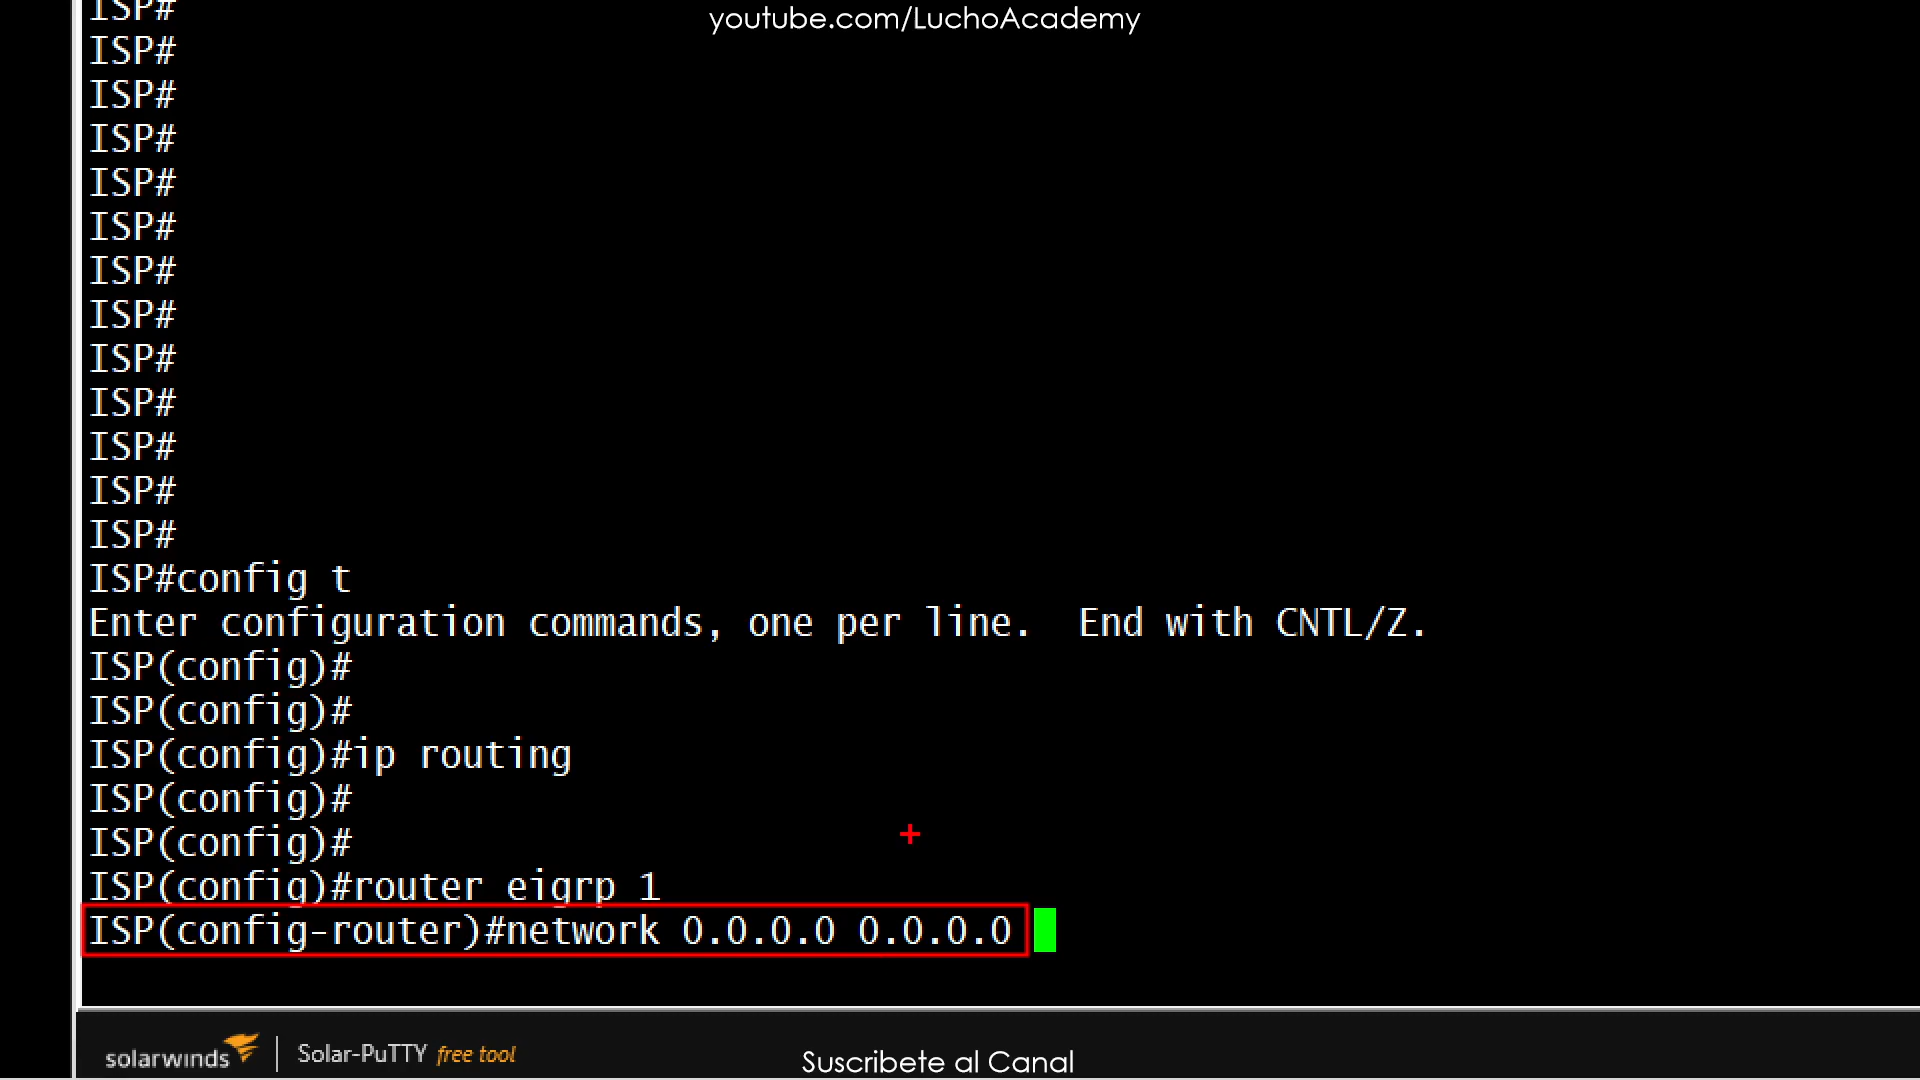 youtube.com/LuchoAcademy
ISP#
ISP#
ISP#
ISP#
ISP#
ISP#
ISP#
ISP#
ISP#
ISP#
ISP#
ISP#
ISP#
ISP#config t
Enter configuration commands, one per line.  End with CNTL/Z.
ISP(config)#
ISP(config)#
ISP(config)#ip routing
ISP(config)#
ISP(config)#
ISP(config)#router eigrp 1
ISP(config-router)#network 0.0.0.0 0.0.0.0
solarwinds | Solar-PuTTY free tool
Suscribete al Canal